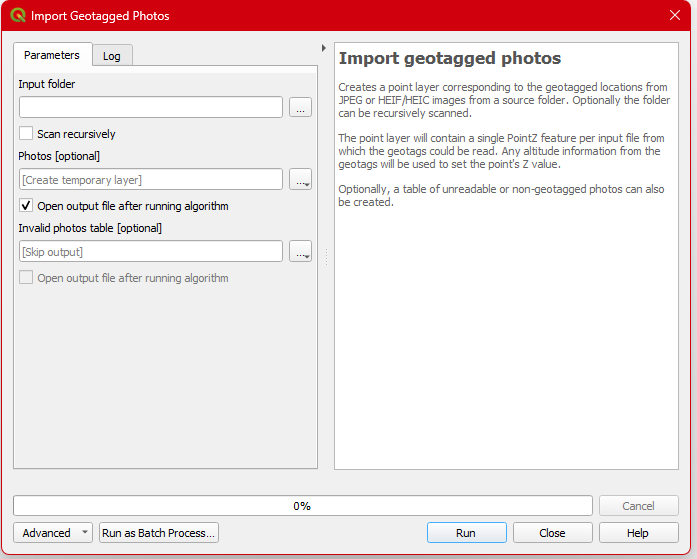 Import Geotagged Photos
Parameters
Log
Input folder
...
Scan recursively
Photos [optional]
[Create temporary layer]
...
Open output file after running algorithm
Invalid photos table [optional]
[Skip output]
...
Open output file after running algorithm
Import geotagged photos
Creates a point layer corresponding to the geotagged locations from
JPEG or HEIF/HEIC images from a source folder. Optionally the folder
can be recursively scanned.
The point layer will contain a single PointZ feature per input file from
which the geotags could be read. Any altitude information from the
geotags will be used to set the point's Z value.
Optionally, a table of unreadable or non-geotagged photos can also
be created.
0%
Cancel
Advanced
Run as Batch Process...
Run
Close
Help